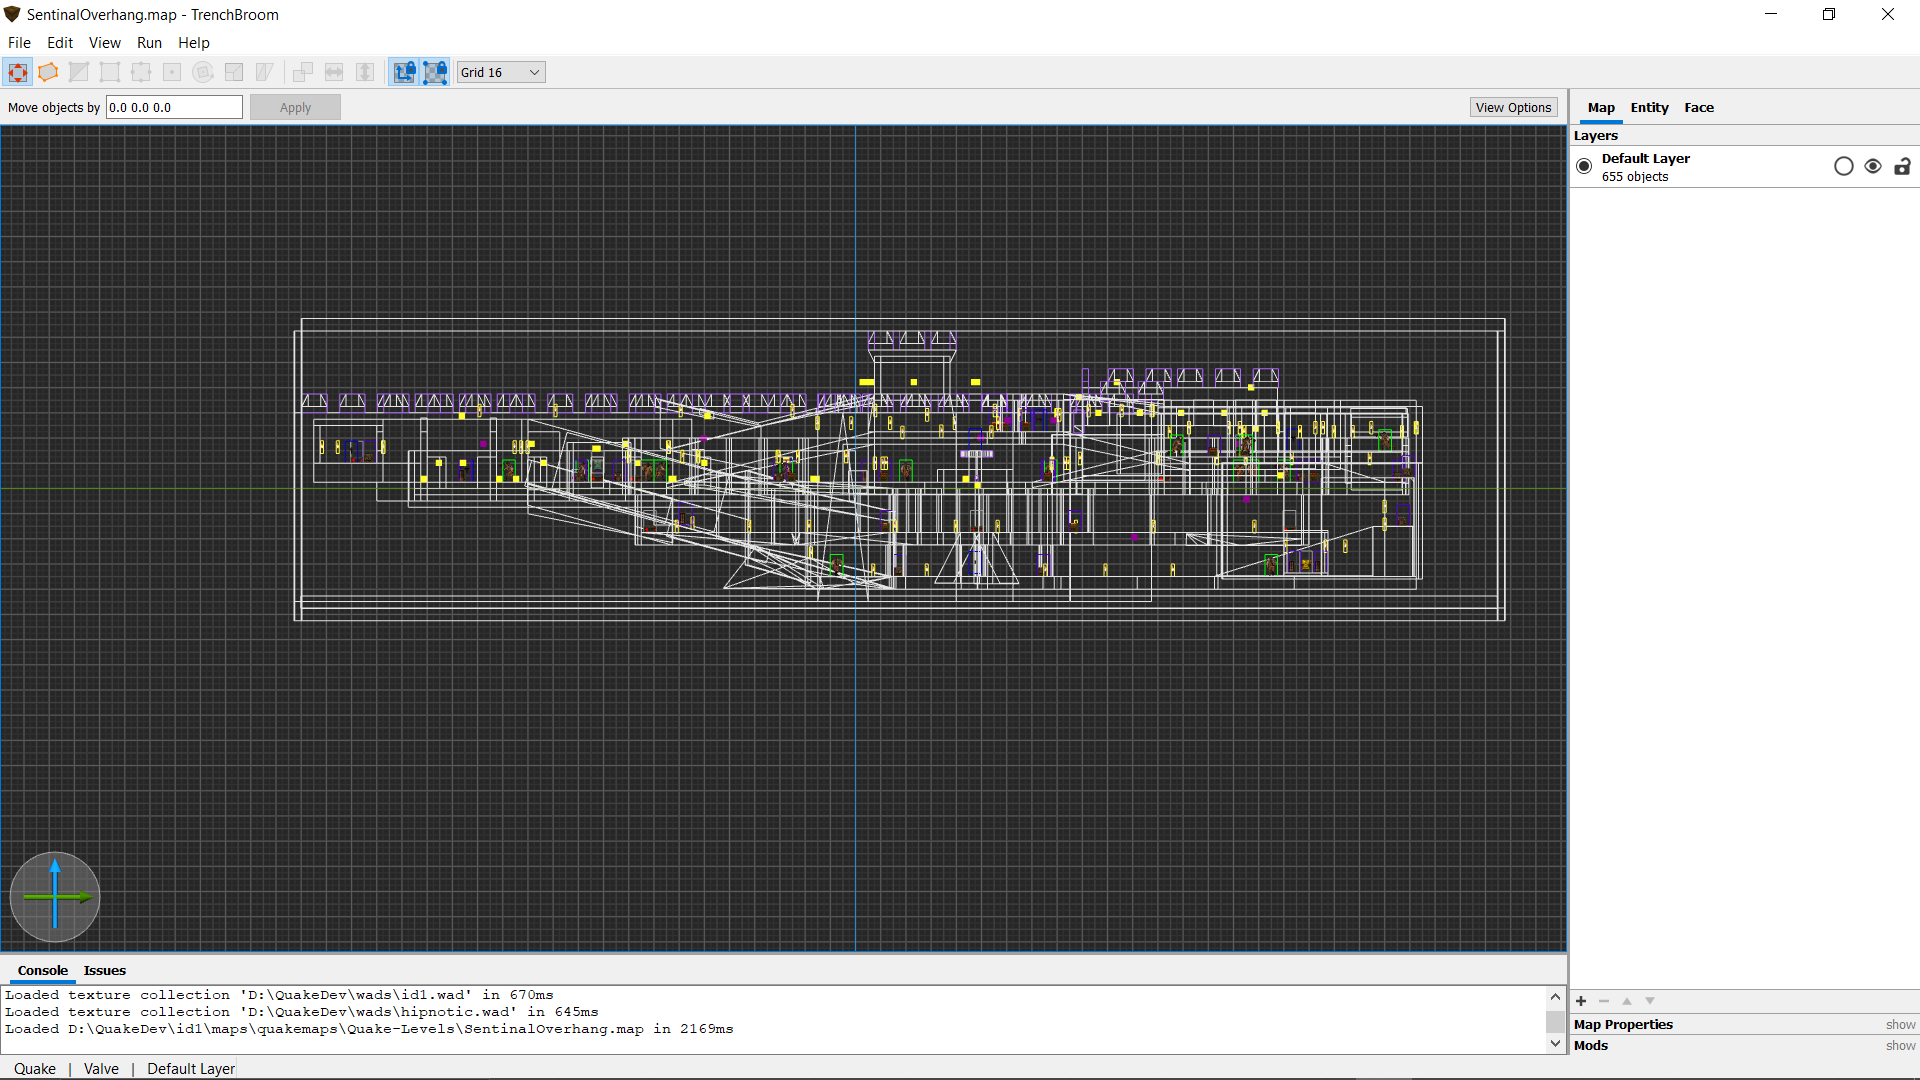 SentinalOverhang.map - TrenchBroom
File Edit View Run Help
Grid 16
Move objects by 0.0 0.0 0.0 Apply View Options
Map Entity Face
Layers
Default Layer
655 objects
Console Issues
Loaded texture collection 'D:\QuakeDev\wads\id1.wad' in 670ms
Loaded texture collection 'D:\QuakeDev\wads\hipnotic.wad' in 645ms
Loaded D:\QuakeDev\id1\maps\quakemaps\Quake-Levels\SentinalOverhang.map in 2169ms
Map Properties show
Mods show
Quake | Valve | Default Layer